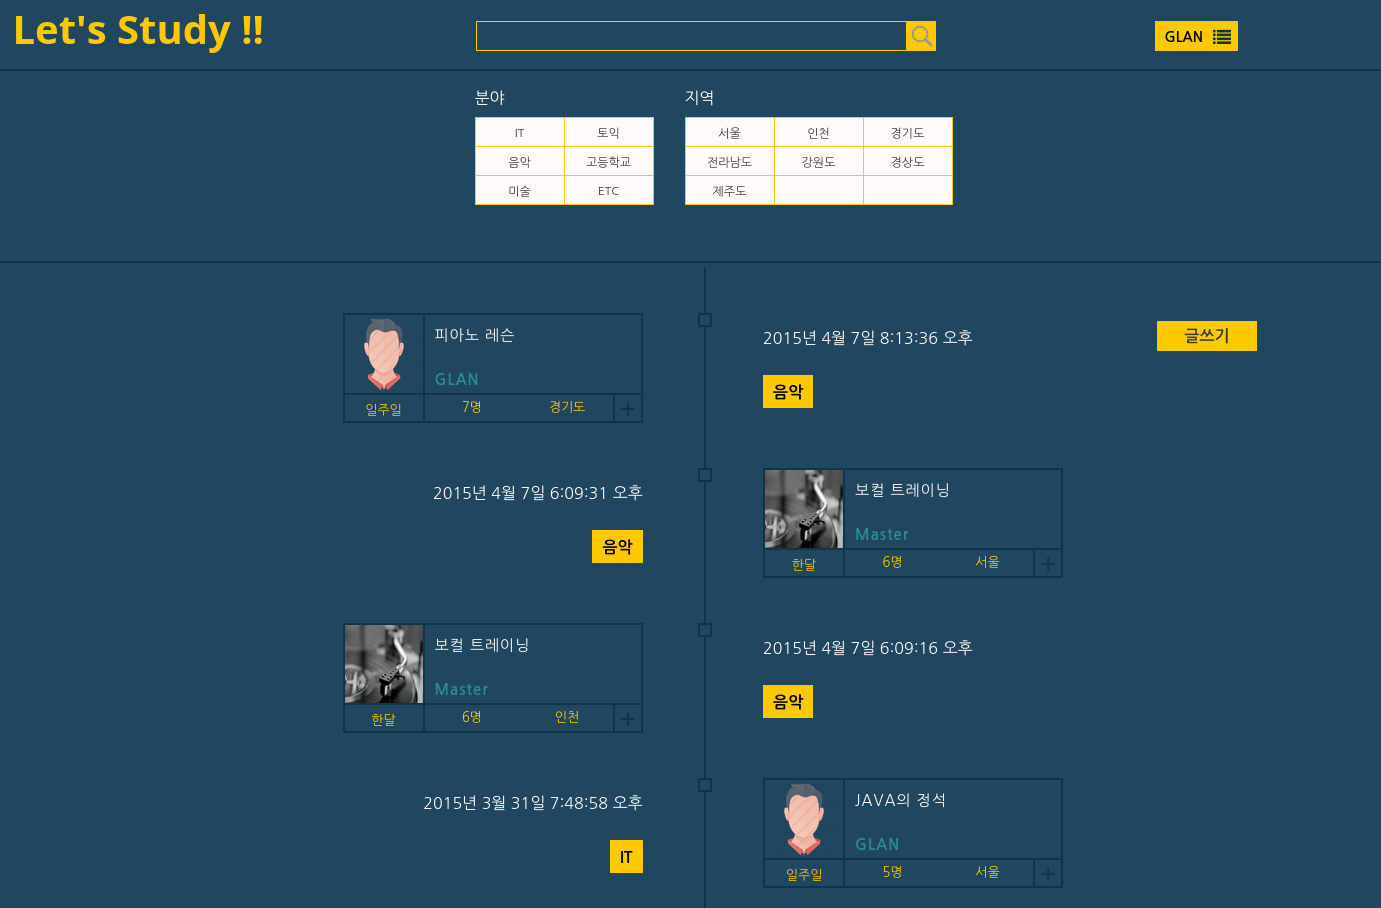 Let's Study !!
GLAN
분야
지역
IT 토익
서울 인천 경기도
음악 고등학교
전라남도 강원도 경상도
미술 ETC
제주도
피아노 레슨
GLAN
일주일 7명 경기도 +
2015년 4월 7일 8:13:36 오후
음악
글쓰기
2015년 4월 7일 6:09:31 오후
음악
보컬 트레이닝
Master
한달 6명 서울 +
보컬 트레이닝
Master
한달 6명 인천 +
2015년 4월 7일 6:09:16 오후
음악
2015년 3월 31일 7:48:58 오후
IT
JAVA의 정석
GLAN
일주일 5명 서울 +